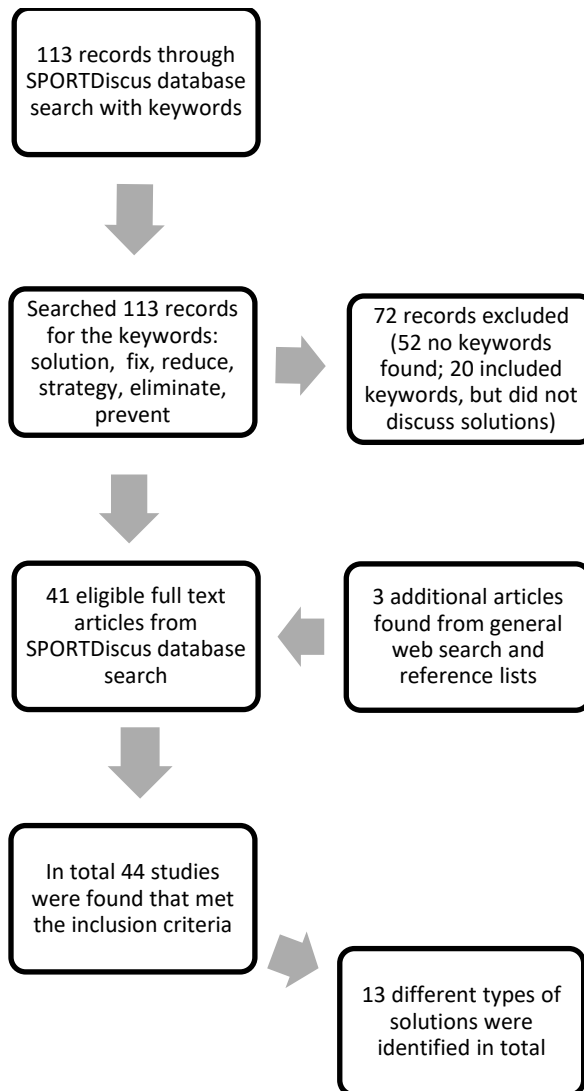 113 records through
SPORTDiscus database
search with keywords
Searched 113 records
for the keywords:
solution, fix, reduce,
strategy, eliminate,
prevent
72 records excluded
(52 no keywords
found; 20 included
keywords, but did not
discuss solutions)
41 eligible full text
articles from
SPORTDiscus database
search
3 additional articles
found from general
web search and
reference lists
In total 44 studies
were found that met
the inclusion criteria
13 different types of
solutions were
identified in total